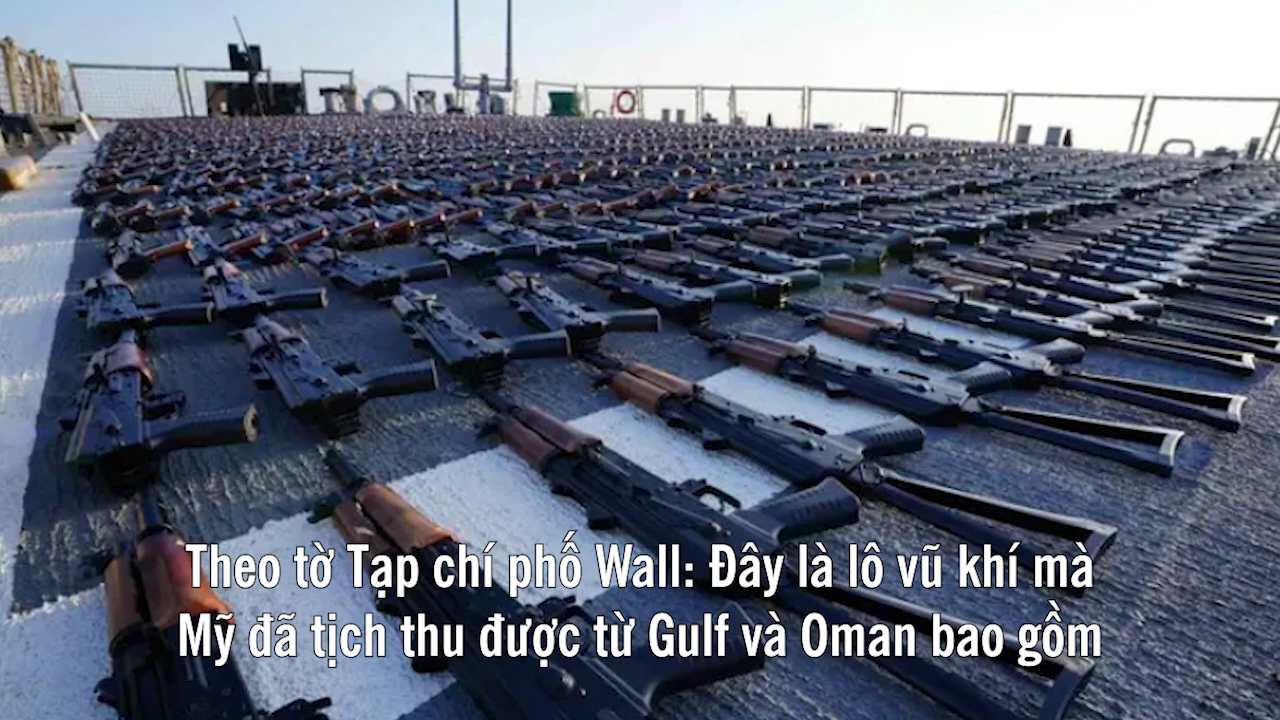 Theo tờ Tạp chí phố Wall: Đây là lô vũ khí mà
Mỹ đã tịch thu được từ Gulf và Oman bao gồm